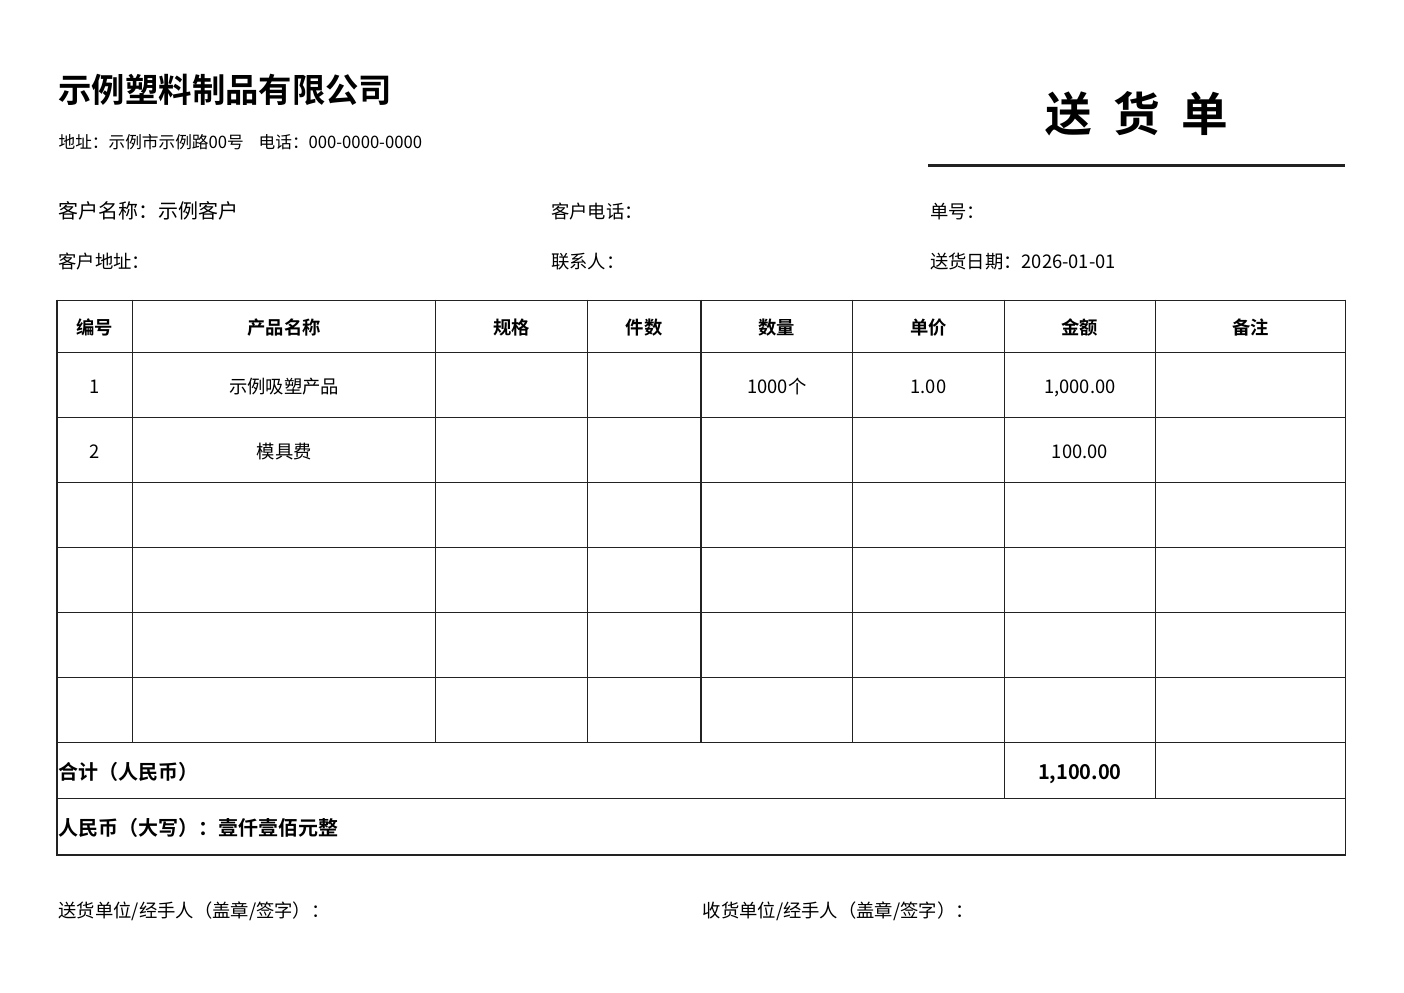 示例塑料制品有限公司
送 货 单
地址：示例市示例路00号 电话：000-0000-0000
客户名称：示例客户 客户电话： 单号：
客户地址： 联系人： 送货日期：2026-01-01
编号 产品名称 规格 件数 数量 单价 金额 备注
1 示例吸塑产品 1000个 1.00 1,000.00
2 模具费 100.00
合计（人民币） 1,100.00
人民币（大写）：壹仟壹佰元整
送货单位/经手人（盖章/签字）： 收货单位/经手人（盖章/签字）：